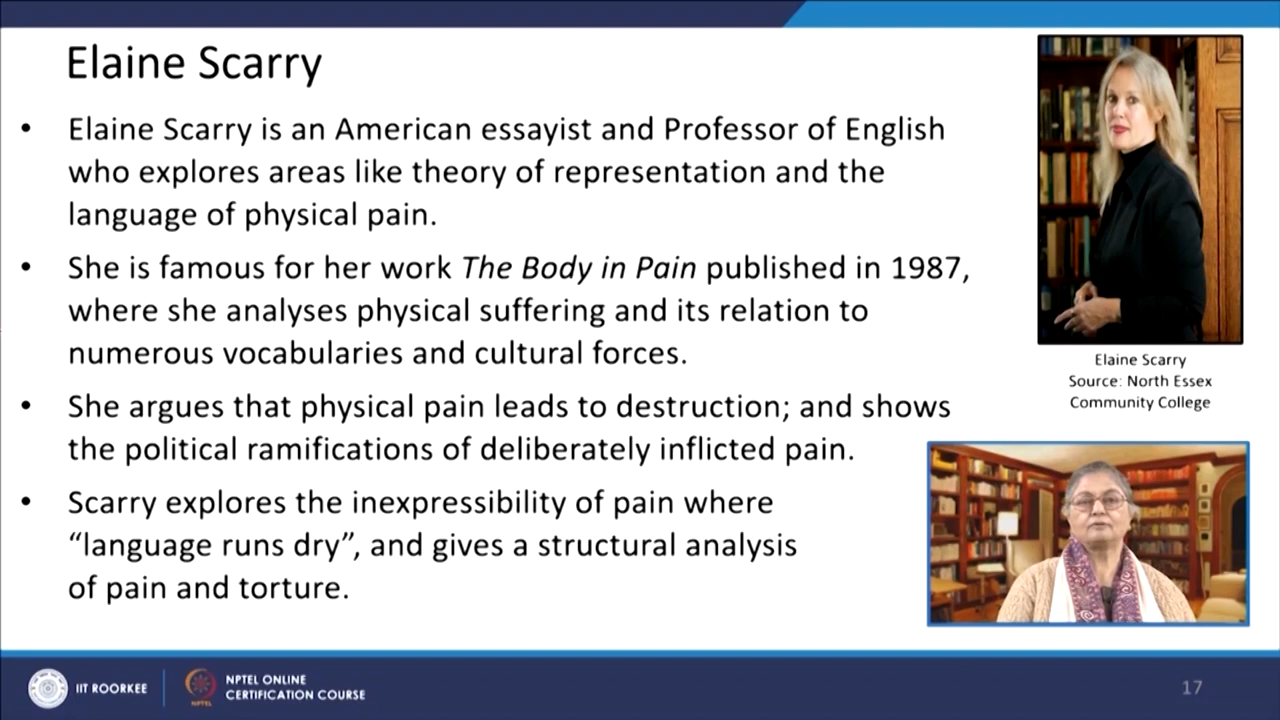 Elaine Scarry
• Elaine Scarry is an American essayist and Professor of English
who explores areas like theory of representation and the
language of physical pain.
• She is famous for her work The Body in Pain published in 1987,
where she analyses physical suffering and its relation to
numerous vocabularies and cultural forces.
• She argues that physical pain leads to destruction; and shows
the political ramifications of deliberately inflicted pain.
• Scarry explores the inexpressibility of pain where
“language runs dry”, and gives a structural analysis
of pain and torture.
Elaine Scarry
Source: North Essex
Community College
IIT ROORKEE
NPTEL
NPTEL ONLINE
CERTIFICATION COURSE
17